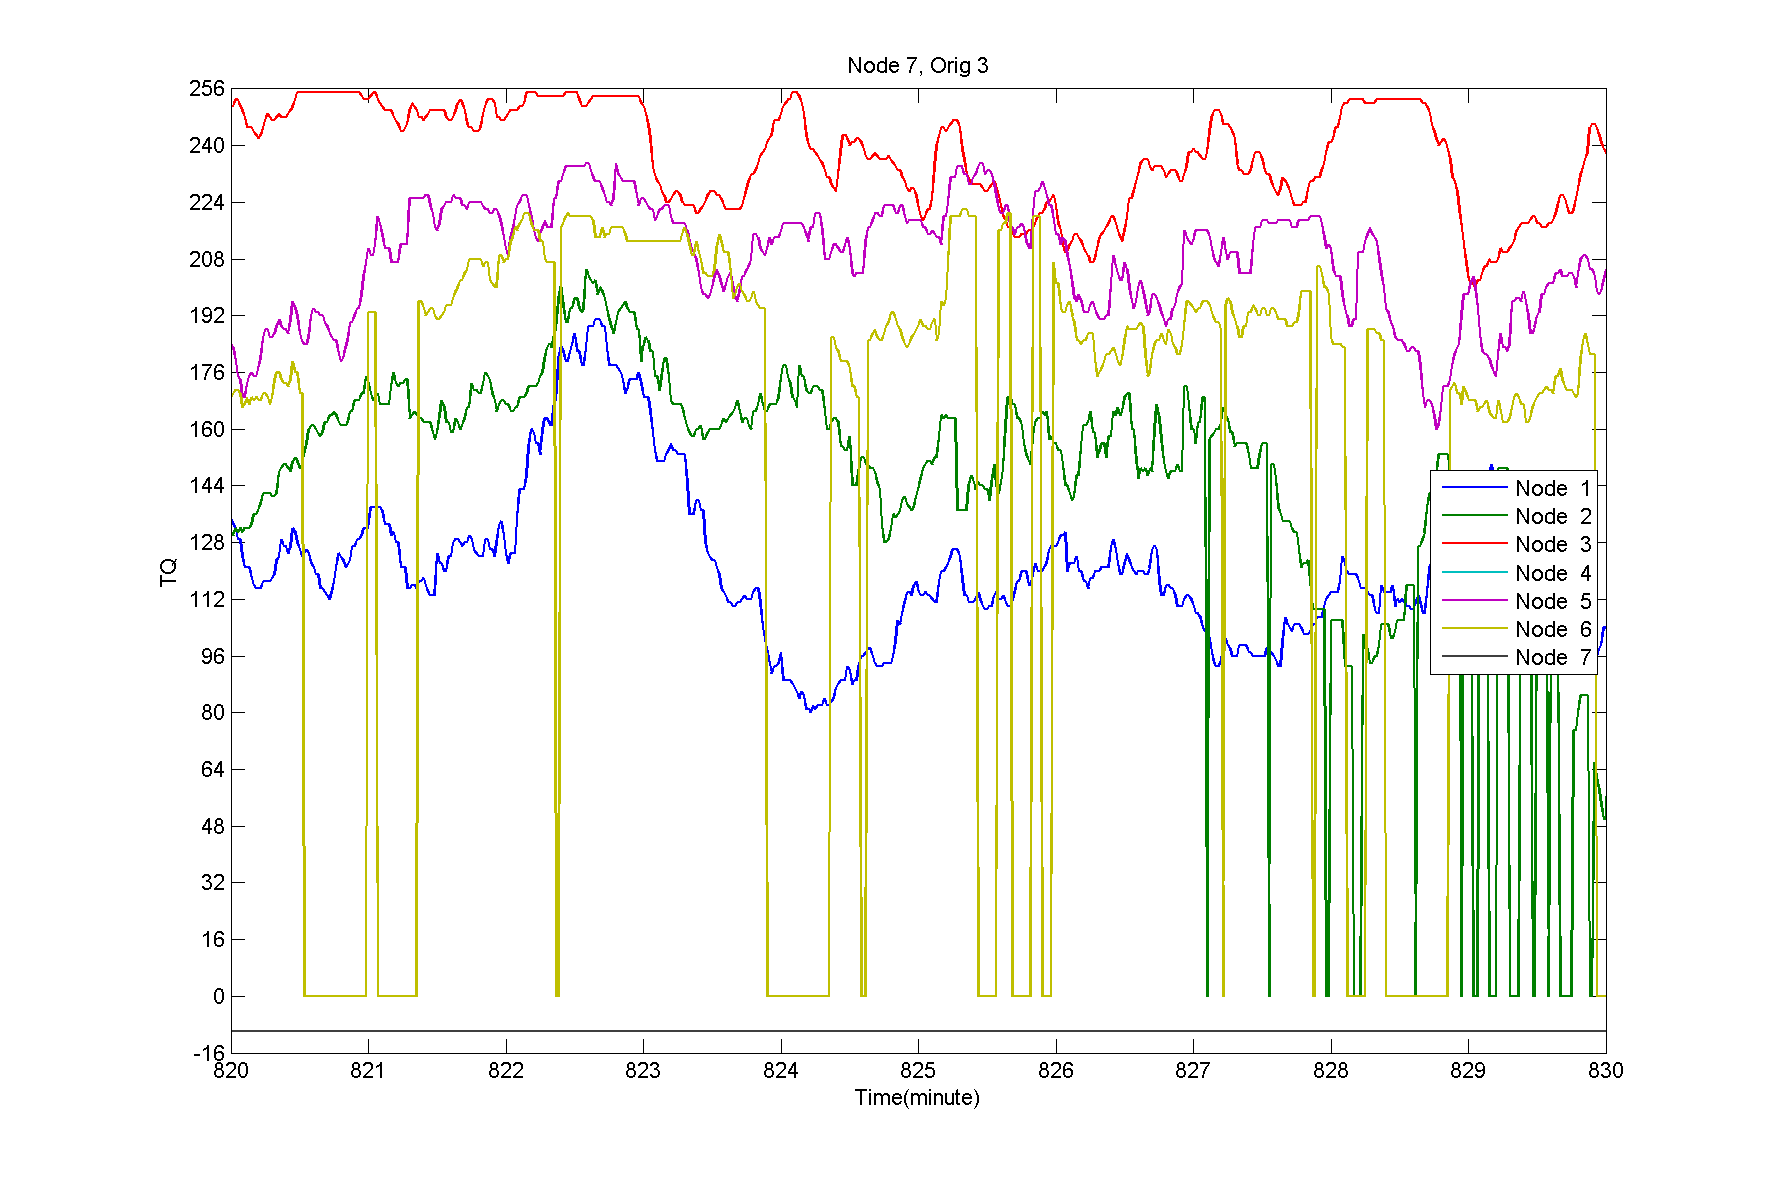 Node 7, Orig 3
256
240
224
208
192
176
160
144
128
112
96
80
64
48
32
16
0
-16
TQ
Node 1
Node 2
Node 3
Node 4
Node 5
Node 6
Node 7
820 821 822 823 824 825 826 827 828 829 830
Time(minute)